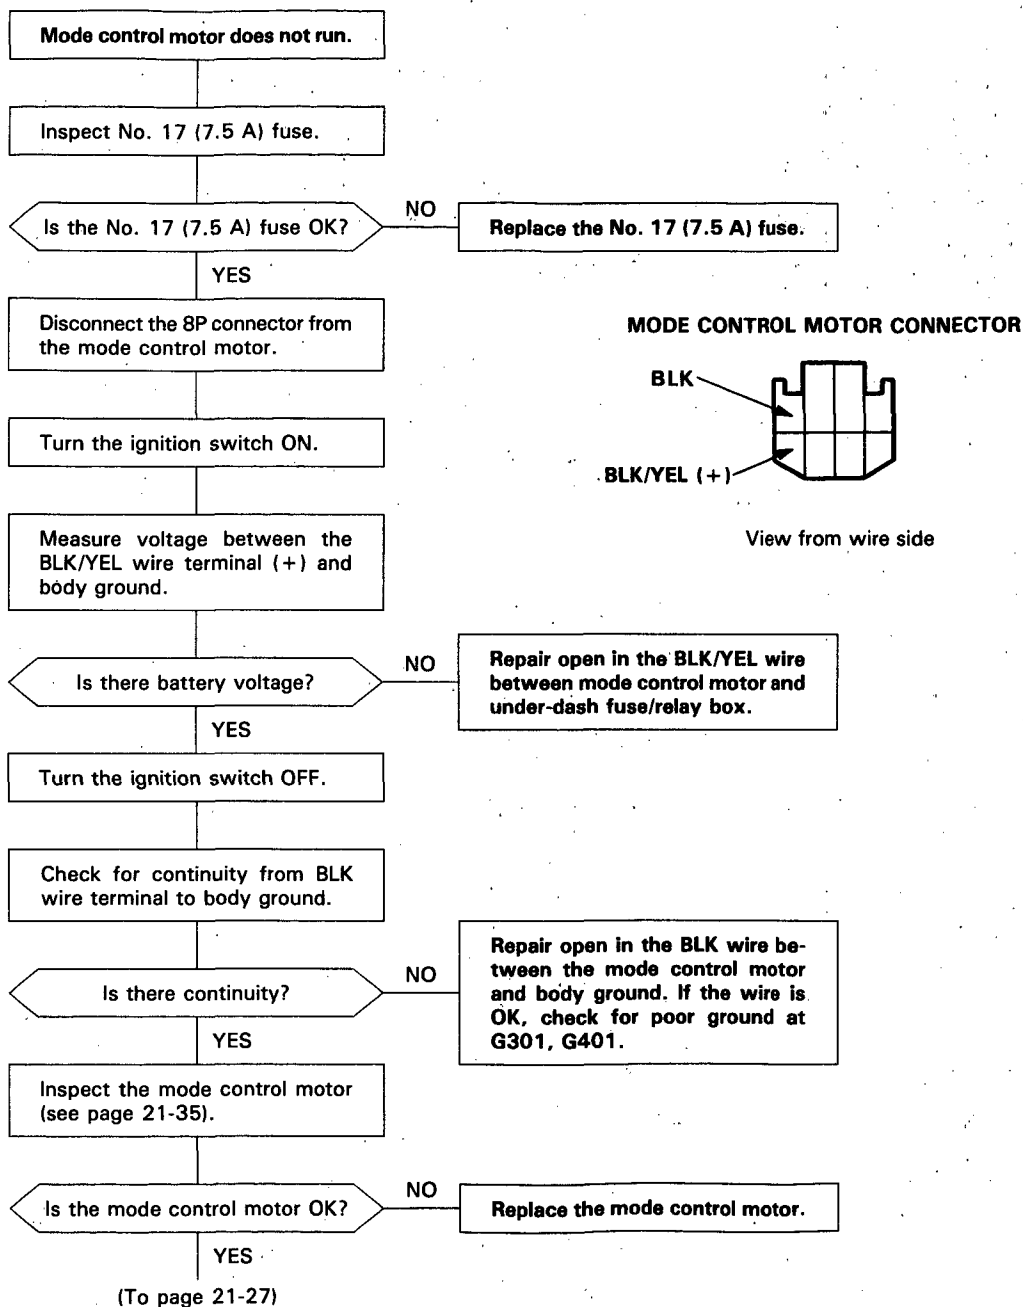 Mode control motor does not run.
Inspect No. 17 (7.5 A) fuse.
Is the No. 17 (7.5 A) fuse OK?
NO
Replace the No. 17 (7.5 A) fuse.
YES
Disconnect the 8P connector from
the mode control motor.
MODE CONTROL MOTOR CONNECTOR
BLK
BLK/YEL (+)
View from wire side
Turn the ignition switch ON.
Measure voltage between the
BLK/YEL wire terminal (+) and
body ground.
Is there battery voltage?
NO
Repair open in the BLK/YEL wire
between mode control motor and
under-dash fuse/relay box.
YES
Turn the ignition switch OFF.
Check for continuity from BLK
wire terminal to body ground.
Is there continuity?
NO
Repair open in the BLK wire be-
tween the mode control motor
and body ground. If the wire is
OK, check for poor ground at
G301, G401.
YES
Inspect the mode control motor
(see page 21-35).
Is the mode control motor OK?
NO
Replace the mode control motor.
YES
(To page 21-27)